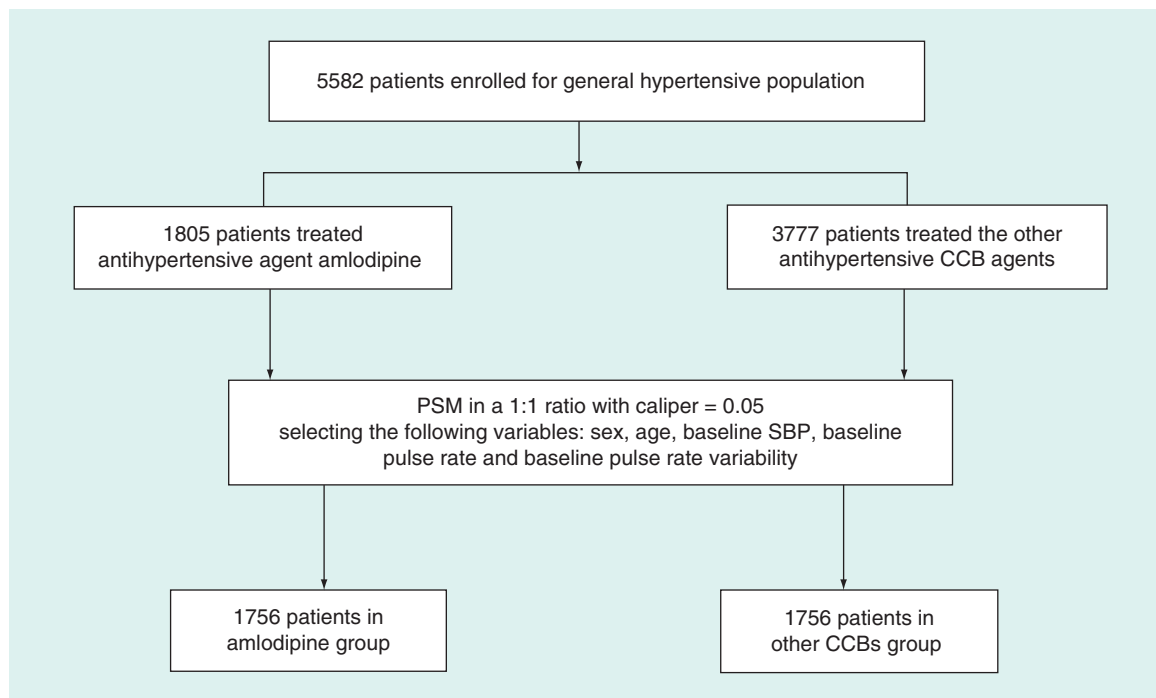 5582 patients enrolled for general hypertensive population
1805 patients treated
antihypertensive agent amlodipine
3777 patients treated the other
antihypertensive CCB agents
PSM in a 1:1 ratio with caliper = 0.05
selecting the following variables: sex, age, baseline SBP, baseline
pulse rate and baseline pulse rate variability
1756 patients in
amlodipine group
1756 patients in
other CCBs group